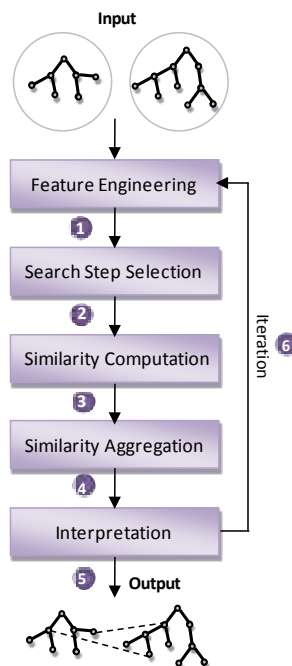 Input
Feature Engineering
1
Search Step Selection
2
Similarity Computation
Iteration
6
3
Similarity Aggregation
4
Interpretation
5
Output